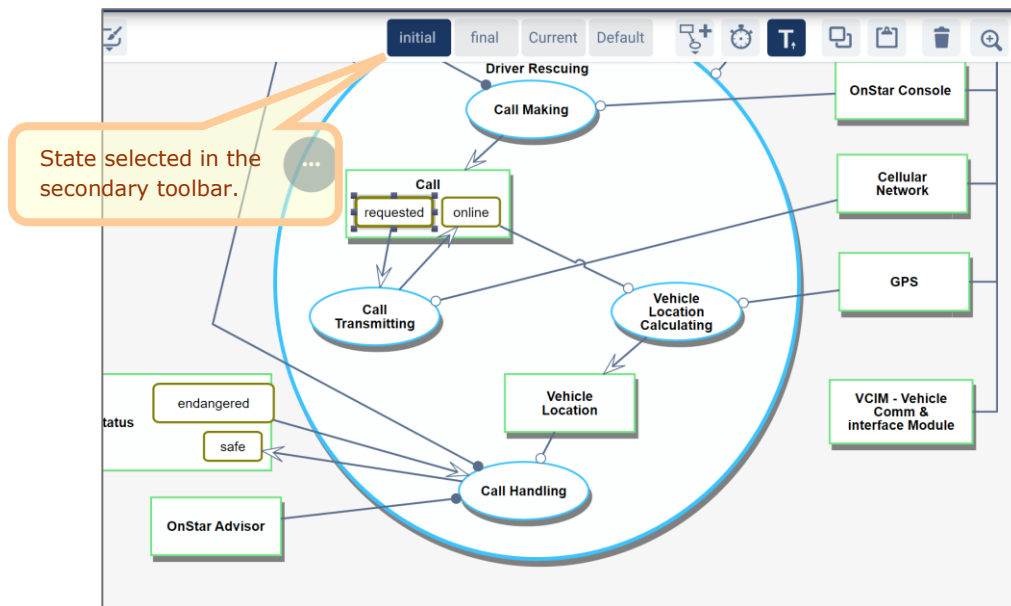 initial
final
Current
Default
T
Driver Rescuing
Call Making
OnStar Console
State selected in the
secondary toolbar.
Call
requested
online
Cellular
Network
GPS
Call
Transmitting
Vehicle
Location
Calculating
Vehicle
Location
VCIM - Vehicle
Comm &
interface Module
endangered
tatus
safe
Call Handling
OnStar Advisor